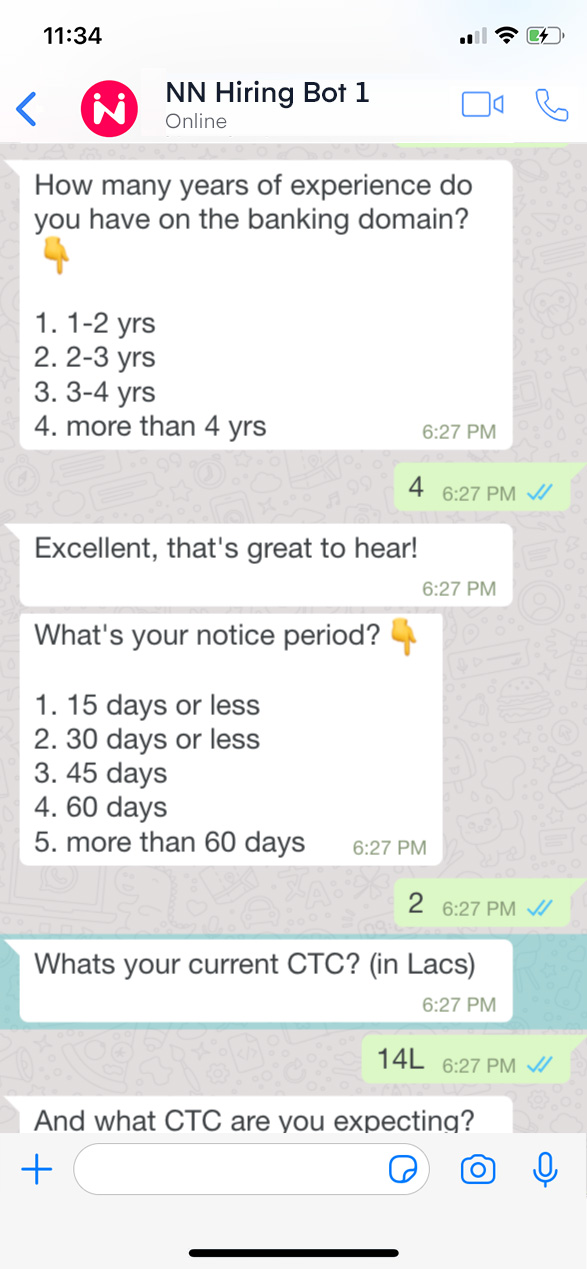 11:34
NN Hiring Bot 1
Online
How many years of experience do
you have on the banking domain?
👇
1. 1-2 yrs
2. 2-3 yrs
3. 3-4 yrs
4. more than 4 yrs
6:27 PM
4 6:27 PM
Excellent, that's great to hear!
6:27 PM
What's your notice period? 👇
1. 15 days or less
2. 30 days or less
3. 45 days
4. 60 days
5. more than 60 days 6:27 PM
2 6:27 PM
Whats your current CTC? (in Lacs)
6:27 PM
14L 6:27 PM
And what CTC are you expecting?